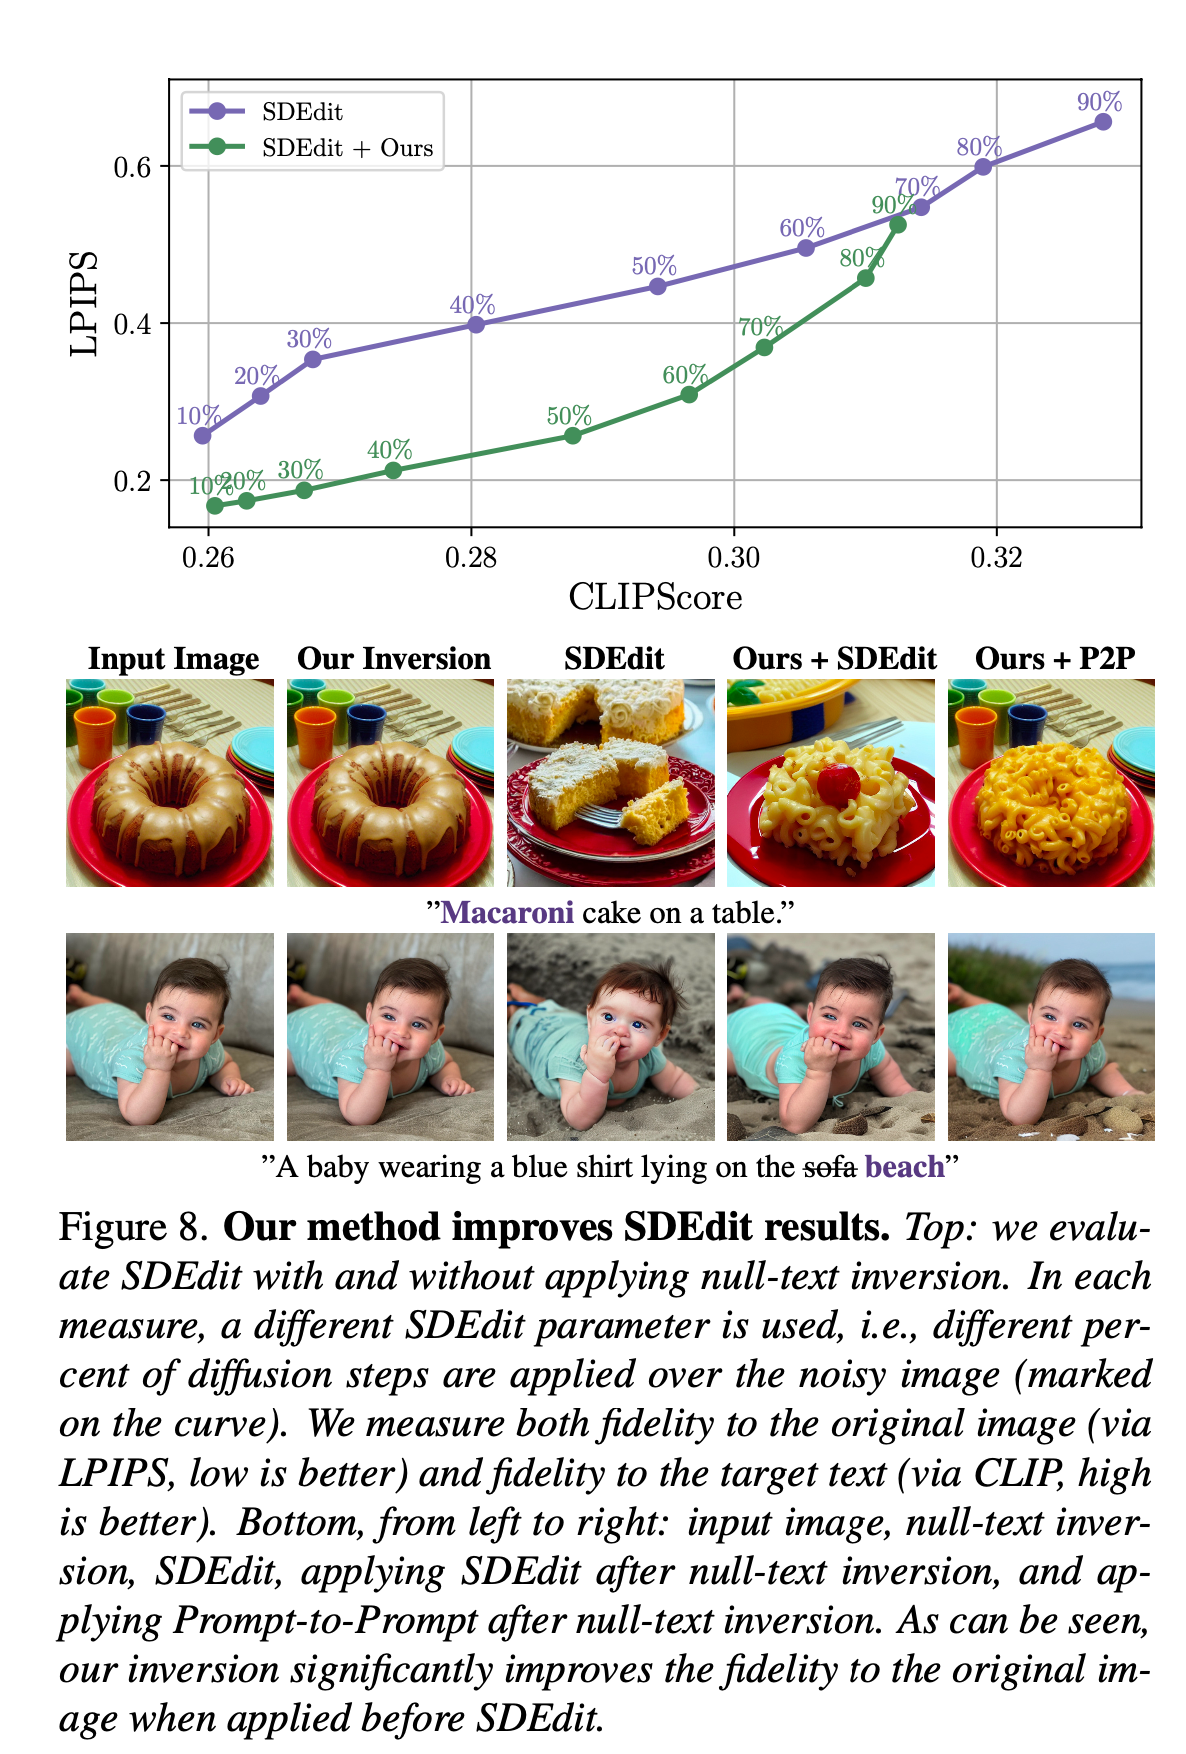 SDEdit
SDEdit + Ours
LPIPS
0.6
0.4
0.2
10%
20%
30%
40%
50%
60%
70%
80%
90%
10%
20%
30%
40%
50%
60%
70%
80%
90%
0.26 0.28 0.30 0.32
CLIPScore
Input Image Our Inversion SDEdit Ours + SDEdit Ours + P2P
”Macaroni cake on a table.”
”A baby wearing a blue shirt lying on the sofa beach”
Figure 8. Our method improves SDEdit results. Top: we evalu-
ate SDEdit with and without applying null-text inversion. In each
measure, a different SDEdit parameter is used, i.e., different per-
cent of diffusion steps are applied over the noisy image (marked
on the curve). We measure both fidelity to the original image (via
LPIPS, low is better) and fidelity to the target text (via CLIP, high
is better). Bottom, from left to right: input image, null-text inver-
sion, SDEdit, applying SDEdit after null-text inversion, and ap-
plying Prompt-to-Prompt after null-text inversion. As can be seen,
our inversion significantly improves the fidelity to the original im-
age when applied before SDEdit.